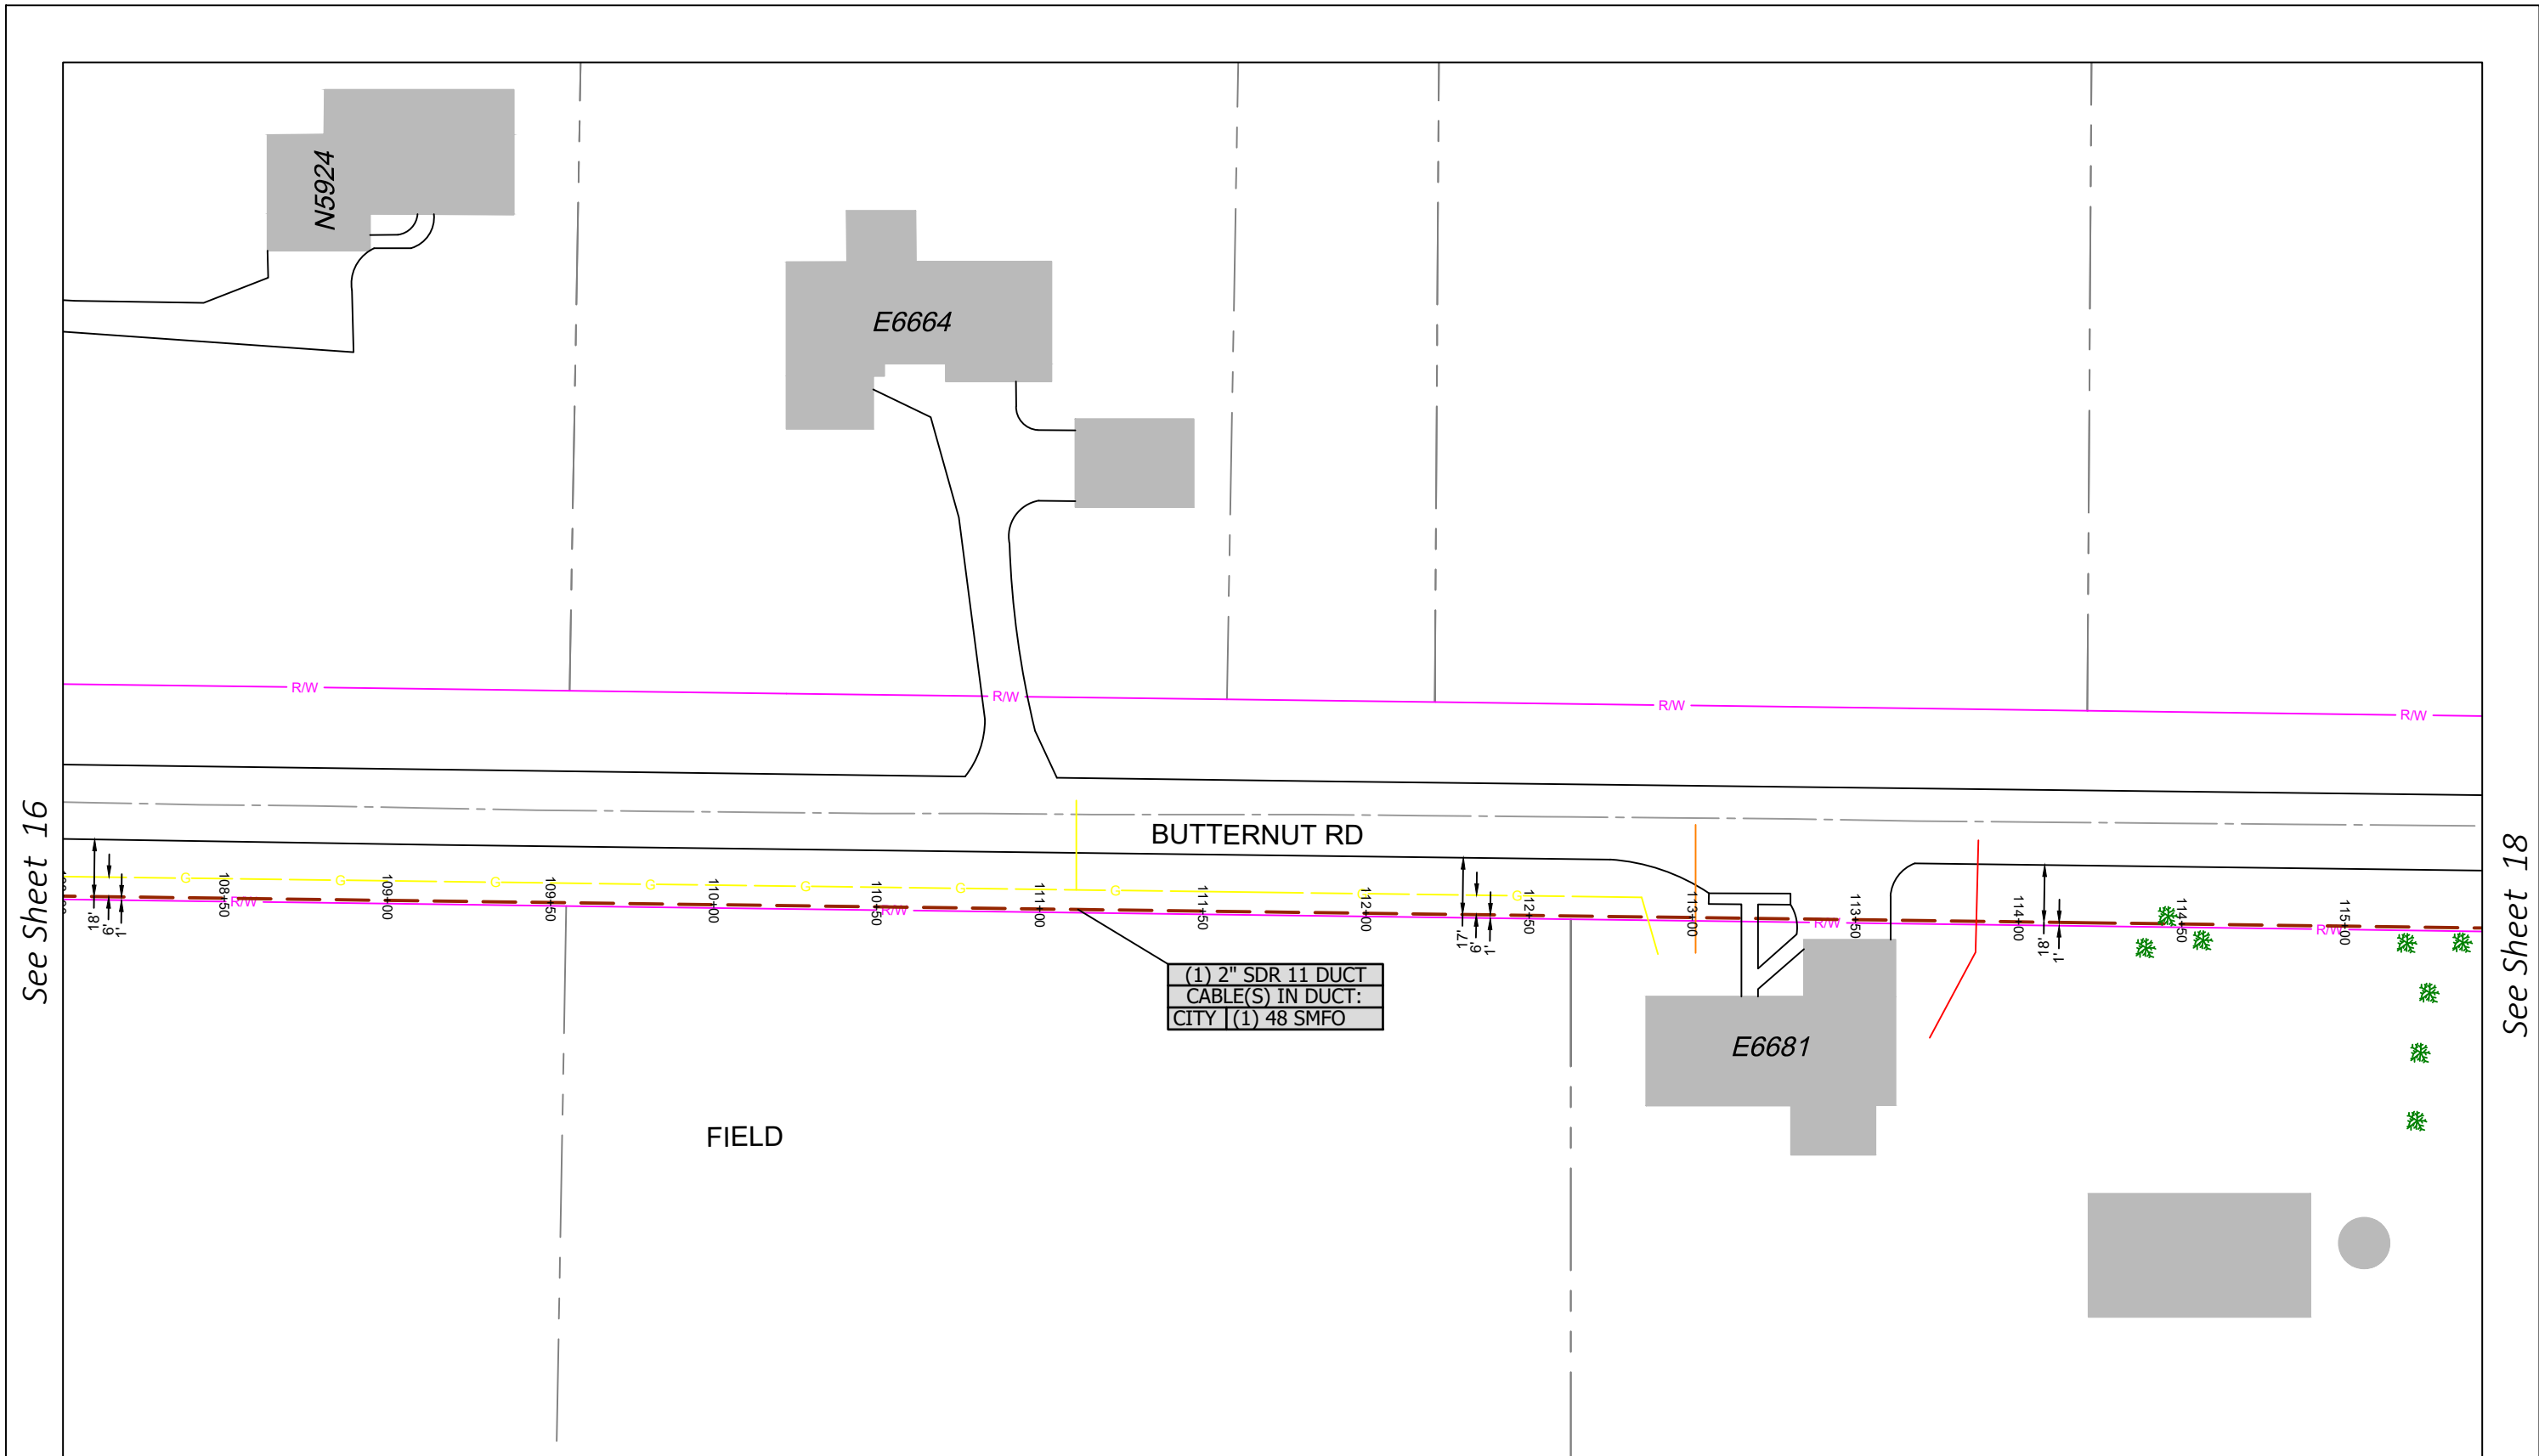 N5924
E6664
R/W
R/W
R/W
R/W
See Sheet 16
See Sheet 18
BUTTERNUT RD
G
G
G
G
G
G
G
G
R/W
R/W
R/W
R/W
108+50
109+00
109+50
110+00
110+50
111+00
111+50
112+00
112+50
113+00
113+50
114+00
114+50
115+00
18'
6'
1'
17'
6'
1'
18'
1'
(1) 2" SDR 11 DUCT
CABLE(S) IN DUCT:
CITY (1) 48 SMFO
E6681
FIELD